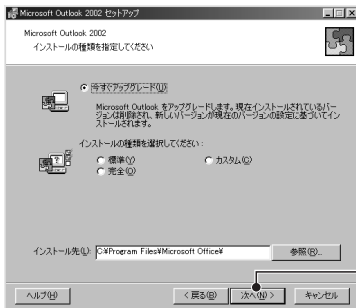 Microsoft Outlook 2002 セットアップ
Microsoft Outlook 2002
インストールの種類を指定してください
今すぐアップグレード(U)
Microsoft Outlook をアップグレードします。現在インストールされているバー
ジョンは削除され、新しいバージョンが現在のバージョンの設定に基づいてイン
ストールされます。
インストールの種類を選択してください:
標準(Y)
カスタム(C)
完全(O)
インストール先(L): C:¥Program Files¥Microsoft Office¥
参照(R)...
ヘルプ(H)
< 戻る(B)
次へ(N) >
キャンセル